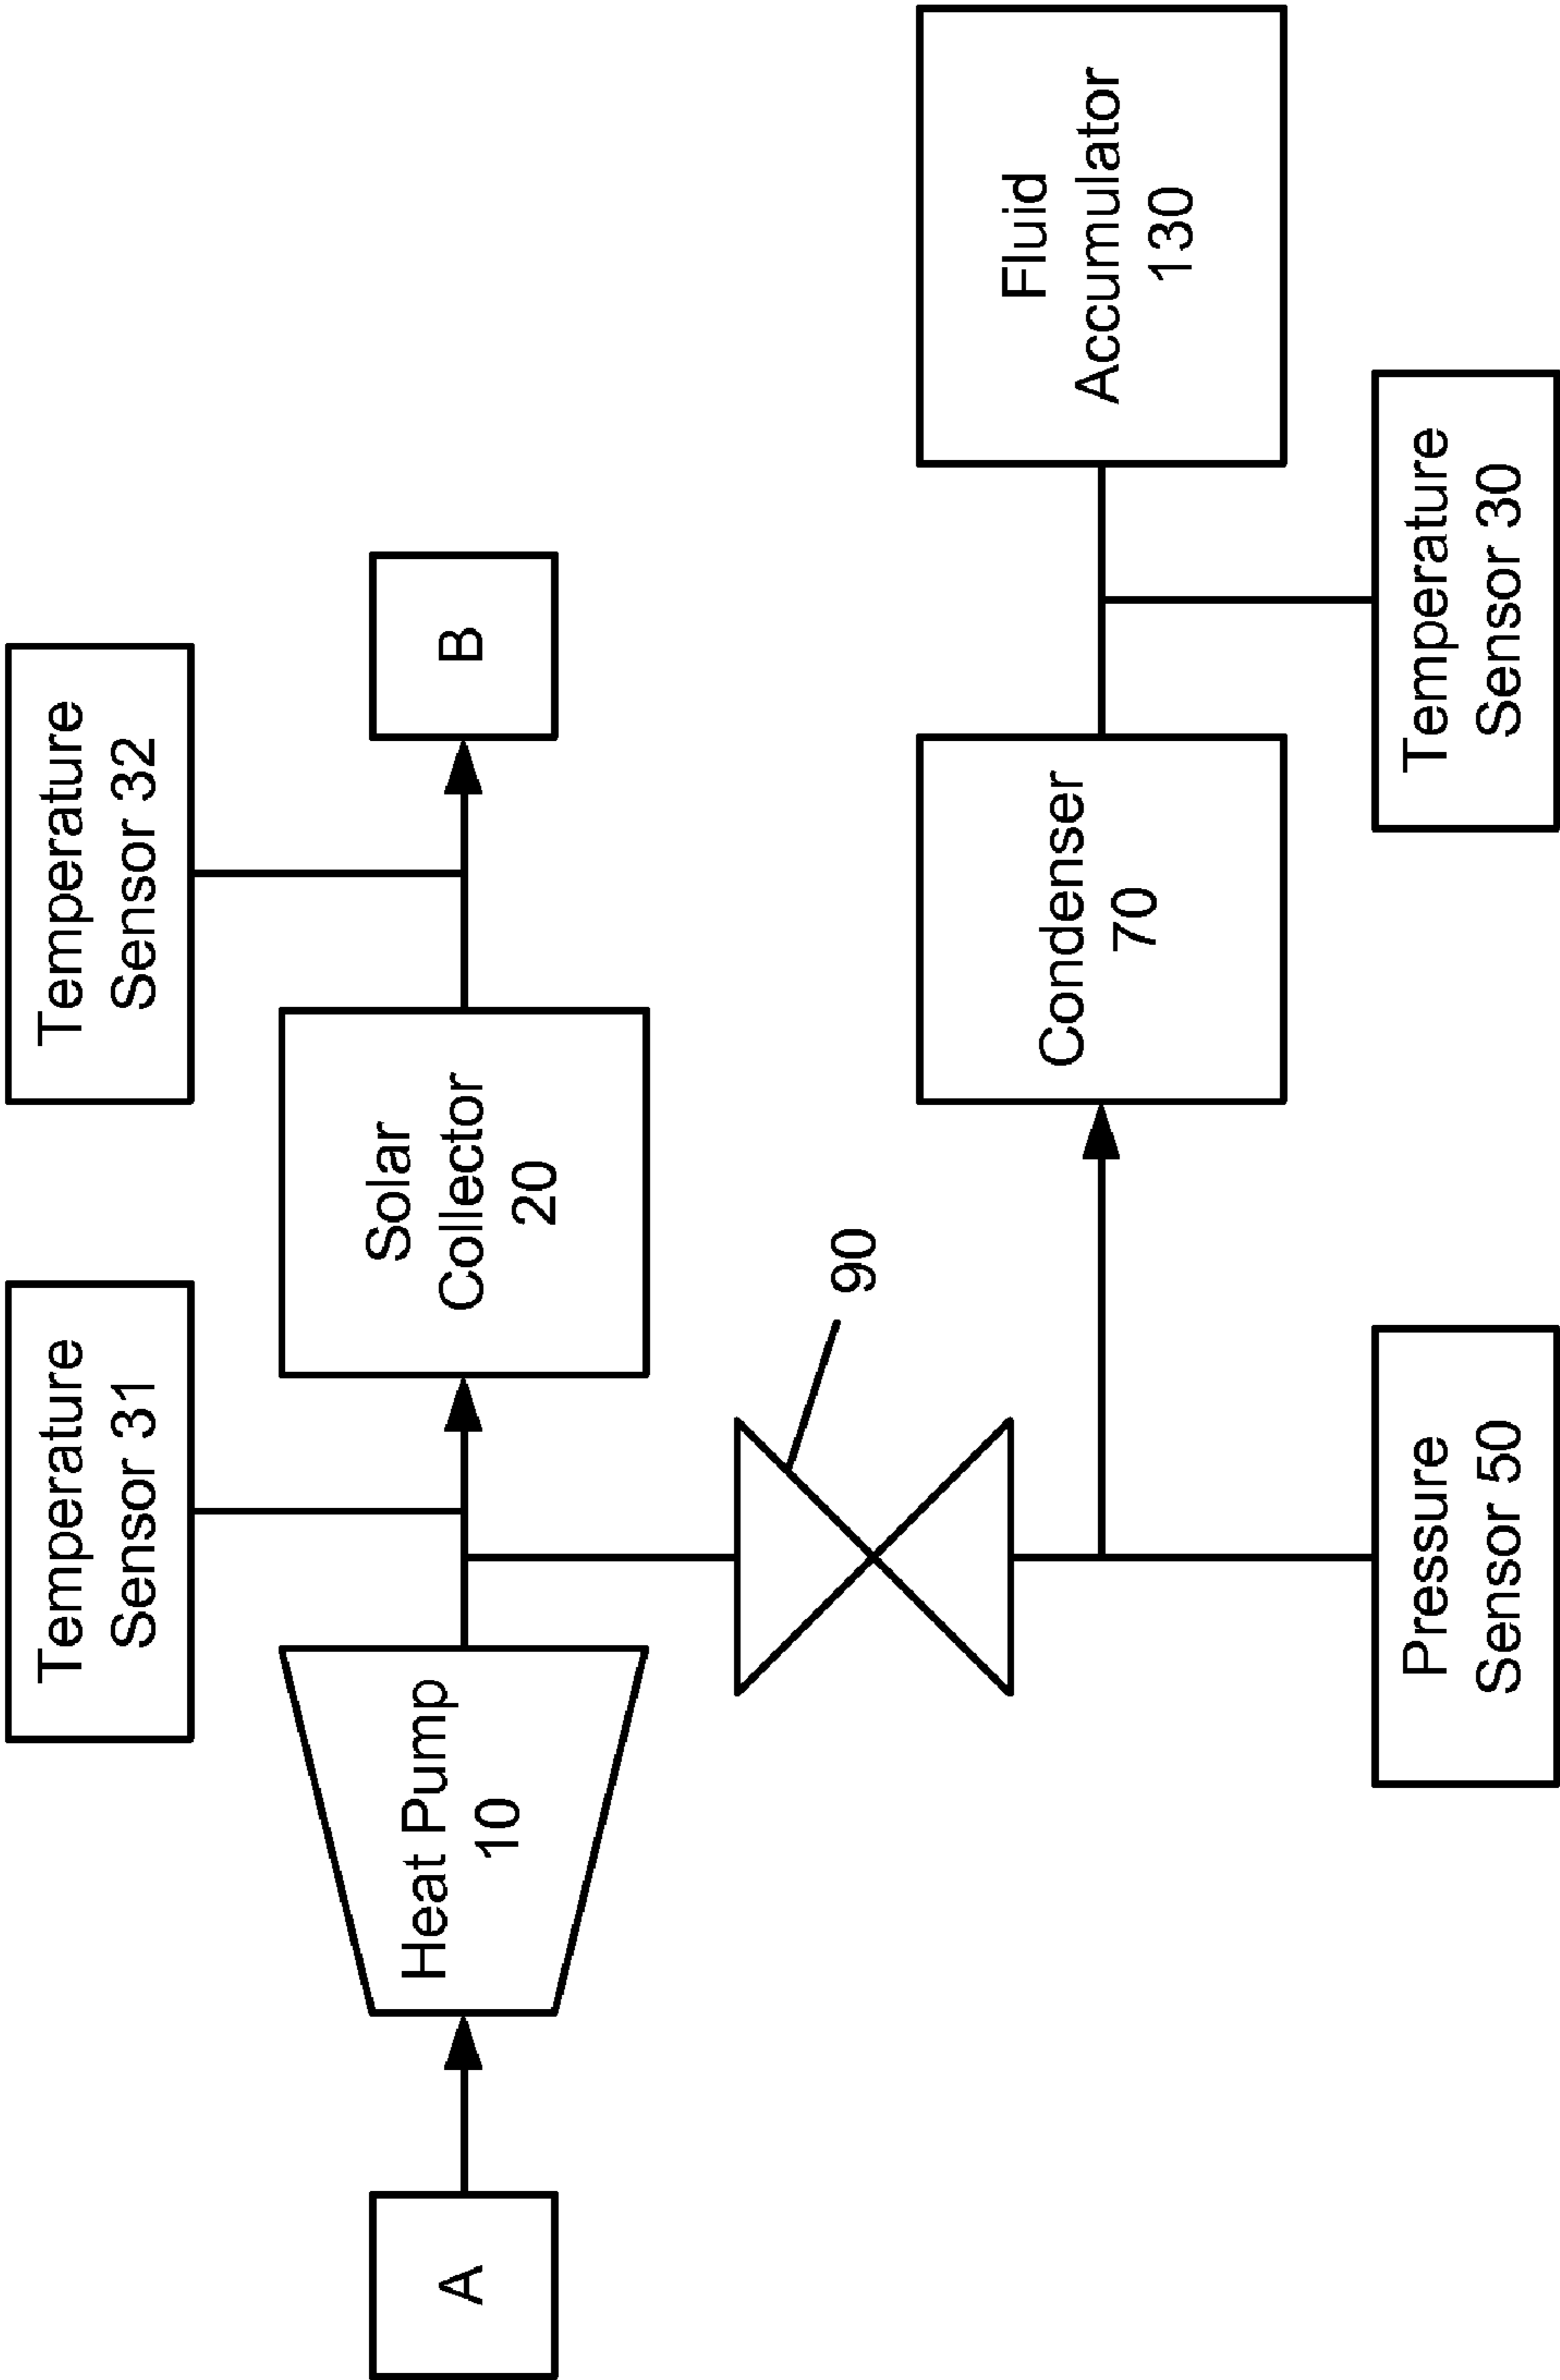 Temperature
Sensor 31
Temperature
Sensor 32
A
Heat Pump
10
Solar
Collector
20
B
90
Condenser
70
Fluid
Accumulator
130
Pressure
Sensor 50
Temperature
Sensor 30